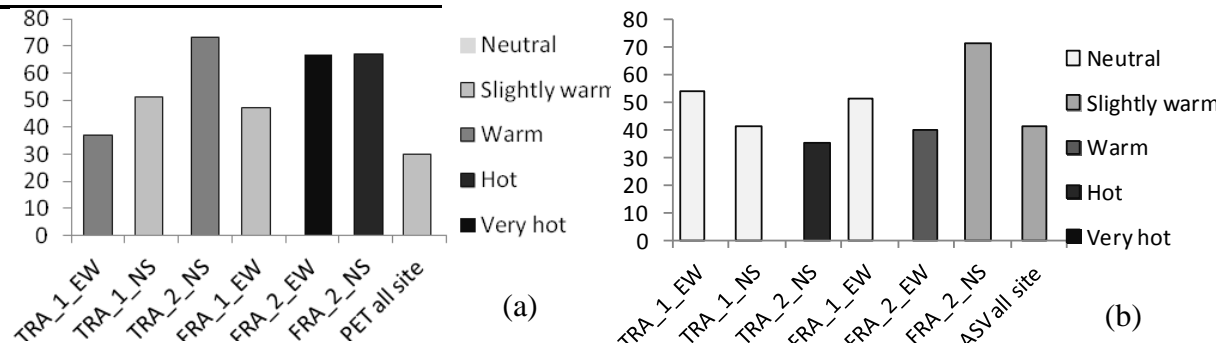 80
70
60
50
40
30
20
10
0
TRA_1_EW
TRA_1_NS
TRA_2_NS
FRA_1_EW
FRA_2_EW
FRA_2_NS
PET all site
Neutral
Slightly warm
Warm
Hot
Very hot
(a)
80
70
60
50
40
30
20
10
0
TRA_1_EW
TRA_1_NS
TRA_2_NS
FRA_1_EW
FRA_2_EW
FRA_2_NS
ASV all site
Neutral
Slightly warm
Warm
Hot
Very hot
(b)